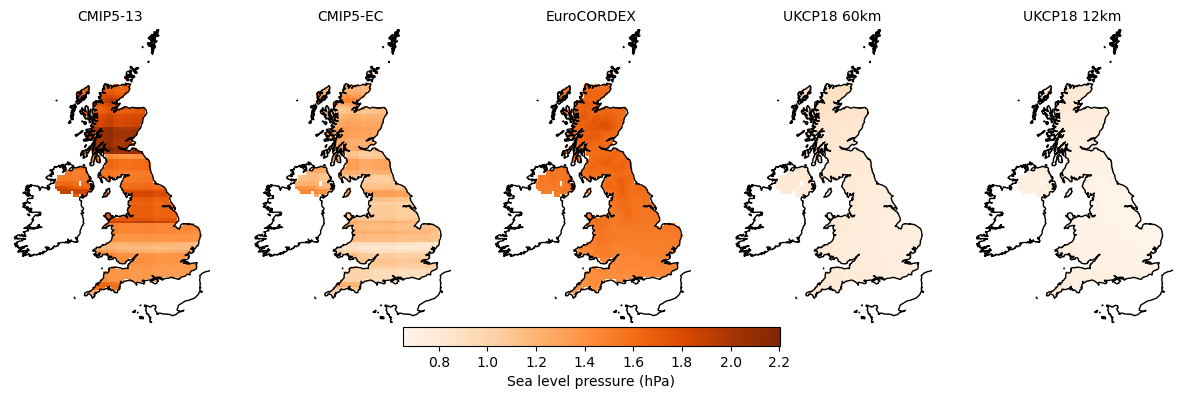 CMIP5-13 CMIP5-EC EuroCORDEX UKCP18 60km UKCP18 12km
0.8 1.0 1.2 1.4 1.6 1.8 2.0 2.2
Sea level pressure (hPa)